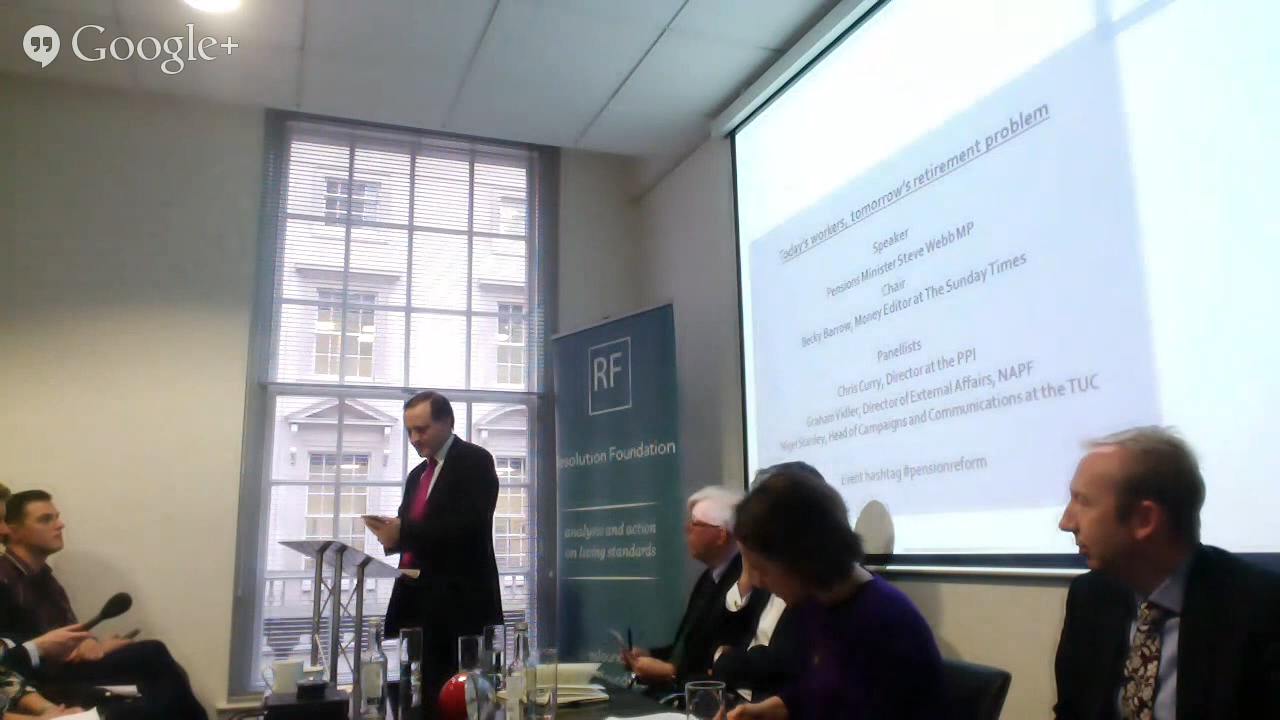 Google+
Today's workers, tomorrow's retirement problem
Speaker
Pensions Minister Steve Webb MP
Chair
Becky Barrow, Money Editor at The Sunday Times
Panellists
Chris Curry, Director at the PPI
Graham Vidler, Director of External Affairs, NAPF
Nigel Stanley, Head of Campaigns and Communications at the TUC
Event hashtag #pensionreform
RF
esolution Foundation
analysis and action
on living standards